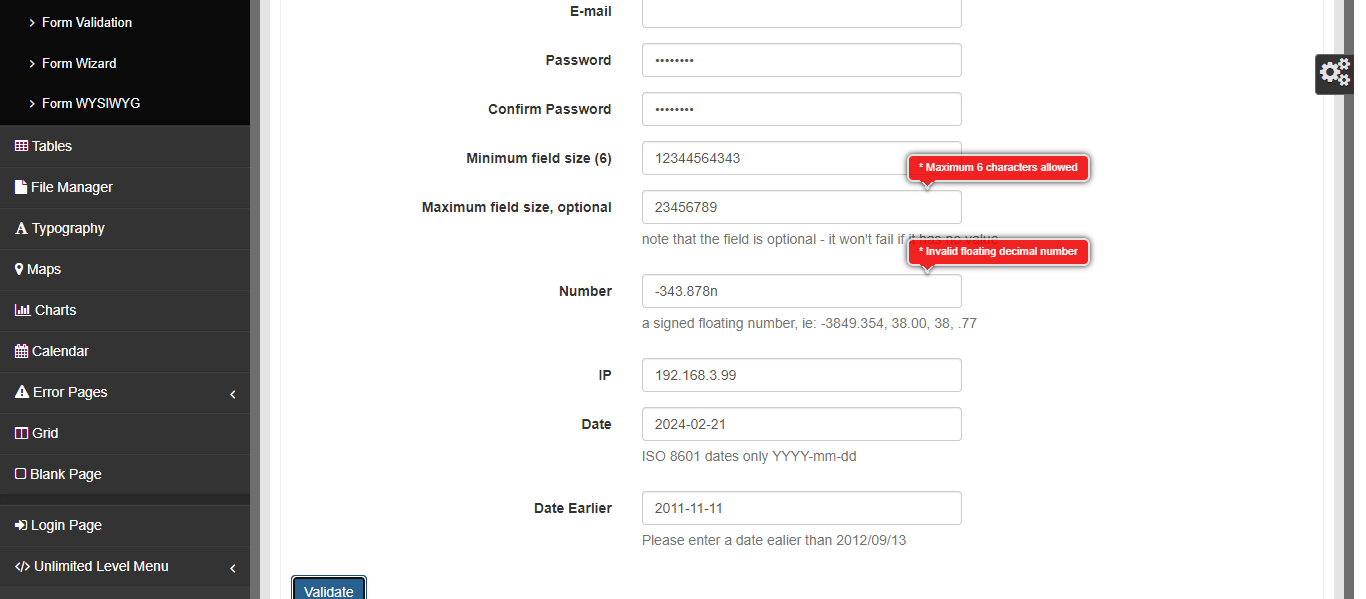 Form Validation
Form Wizard
Form WYSIWYG
Tables
File Manager
Typography
Maps
Charts
Calendar
Error Pages
Grid
Blank Page
Login Page
Unlimited Level Menu
E-mail
Password ••••••••
Confirm Password ••••••••
Minimum field size (6) 12344564343
* Maximum 6 characters allowed
Maximum field size, optional 23456789
note that the field is optional - it won't fail if it has no value
* Invalid floating decimal number
Number -343.878n
a signed floating number, ie: -3849.354, 38.00, 38, .77
IP 192.168.3.99
Date 2024-02-21
ISO 8601 dates only YYYY-mm-dd
Date Earlier 2011-11-11
Please enter a date ealier than 2012/09/13
Validate